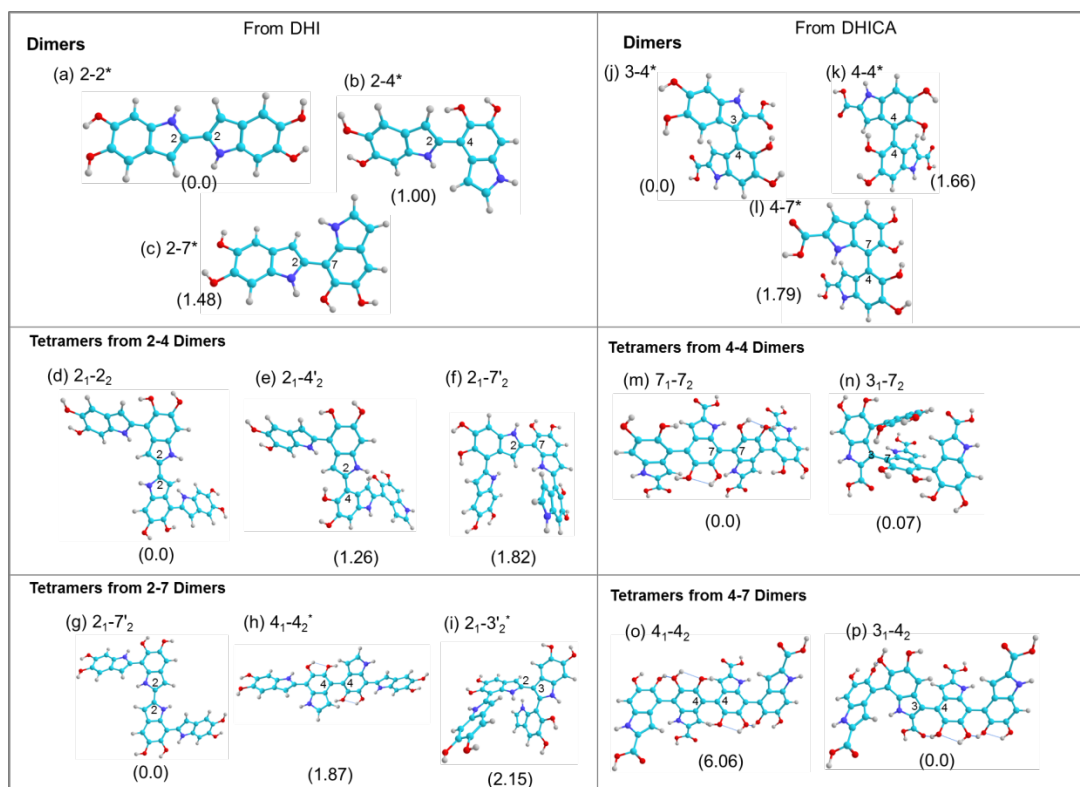 From DHI
Dimers
(a) 2-2*
2
2
(0.0)
(b) 2-4*
2
4
(1.00)
(c) 2-7*
2
7
(1.48)
From DHICA
Dimers
(j) 3-4*
3
4
(0.0)
(k) 4-4*
4
4
(1.66)
(l) 4-7*
7
4
(1.79)
Tetramers from 2-4 Dimers
(d) 2₁-2₂
2
2
(0.0)
(e) 2₁-4'₂
2
4
(1.26)
(f) 2₁-7'₂
2
7
(1.82)
Tetramers from 4-4 Dimers
(m) 7₁-7₂
7
7
(0.0)
(n) 3₁-7₂
3
7
(0.07)
Tetramers from 2-7 Dimers
(g) 2₁-7'₂
2
2
(0.0)
(h) 4₁-4₂*
4
4
(1.87)
(i) 2₁-3'₂*
2
3
(2.15)
Tetramers from 4-7 Dimers
(o) 4₁-4₂
4
4
(6.06)
(p) 3₁-4₂
3
4
(0.0)